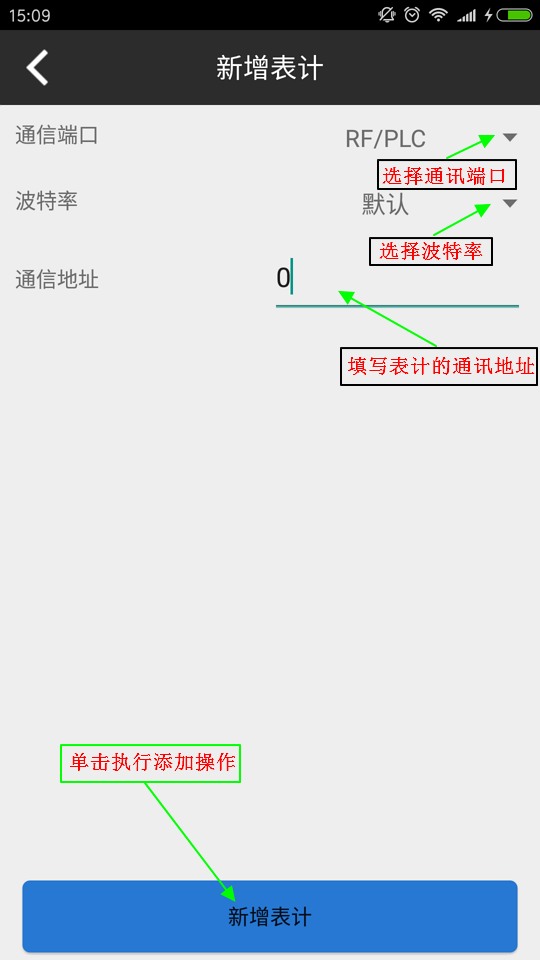 15:09
新增表计
通信端口
RF/PLC
选择通讯端口
波特率
默认
选择波特率
通信地址
0
填写表计的通讯地址
单击执行添加操作
新增表计